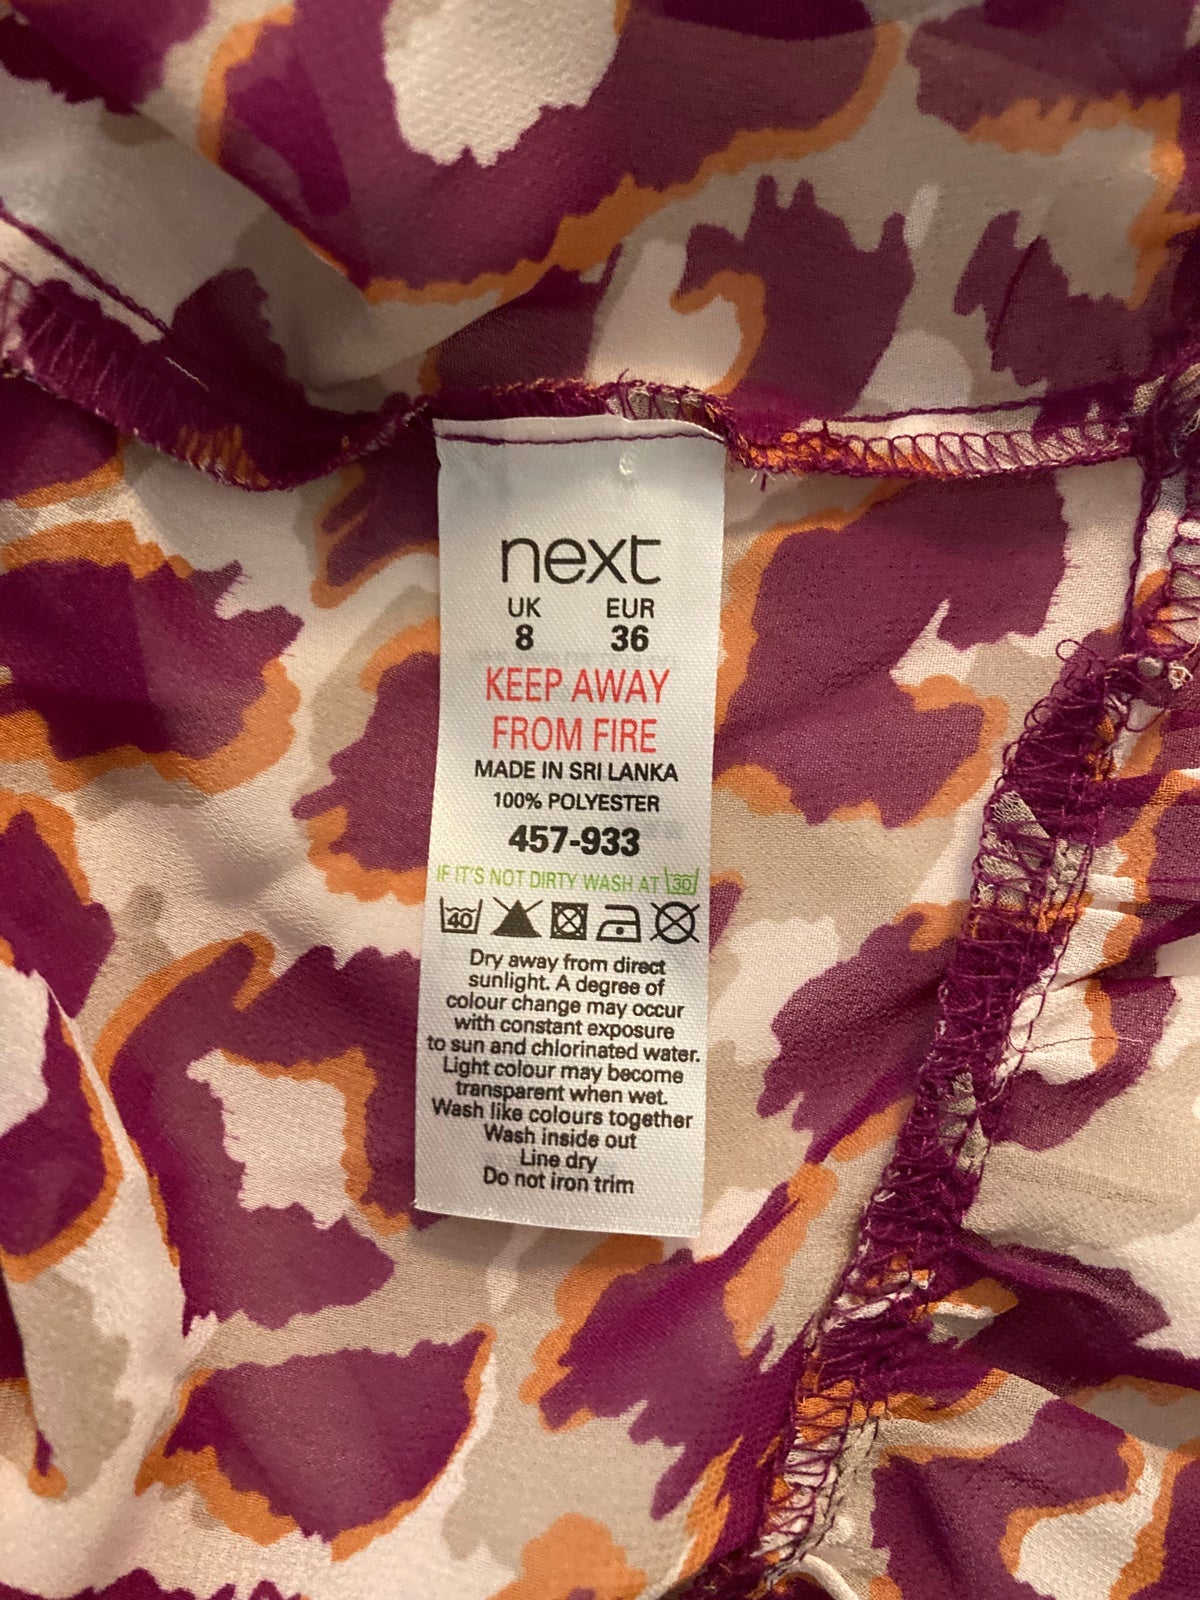 next
UK EUR
8 36
KEEP AWAY
FROM FIRE
MADE IN SRI LANKA
100% POLYESTER
457-933
IF IT'S NOT DIRTY WASH AT 30
40
Dry away from direct
sunlight. A degree of
colour change may occur
with constant exposure
to sun and chlorinated water.
Light colour may become
transparent when wet.
Wash like colours together
Wash inside out
Line dry
Do not iron trim